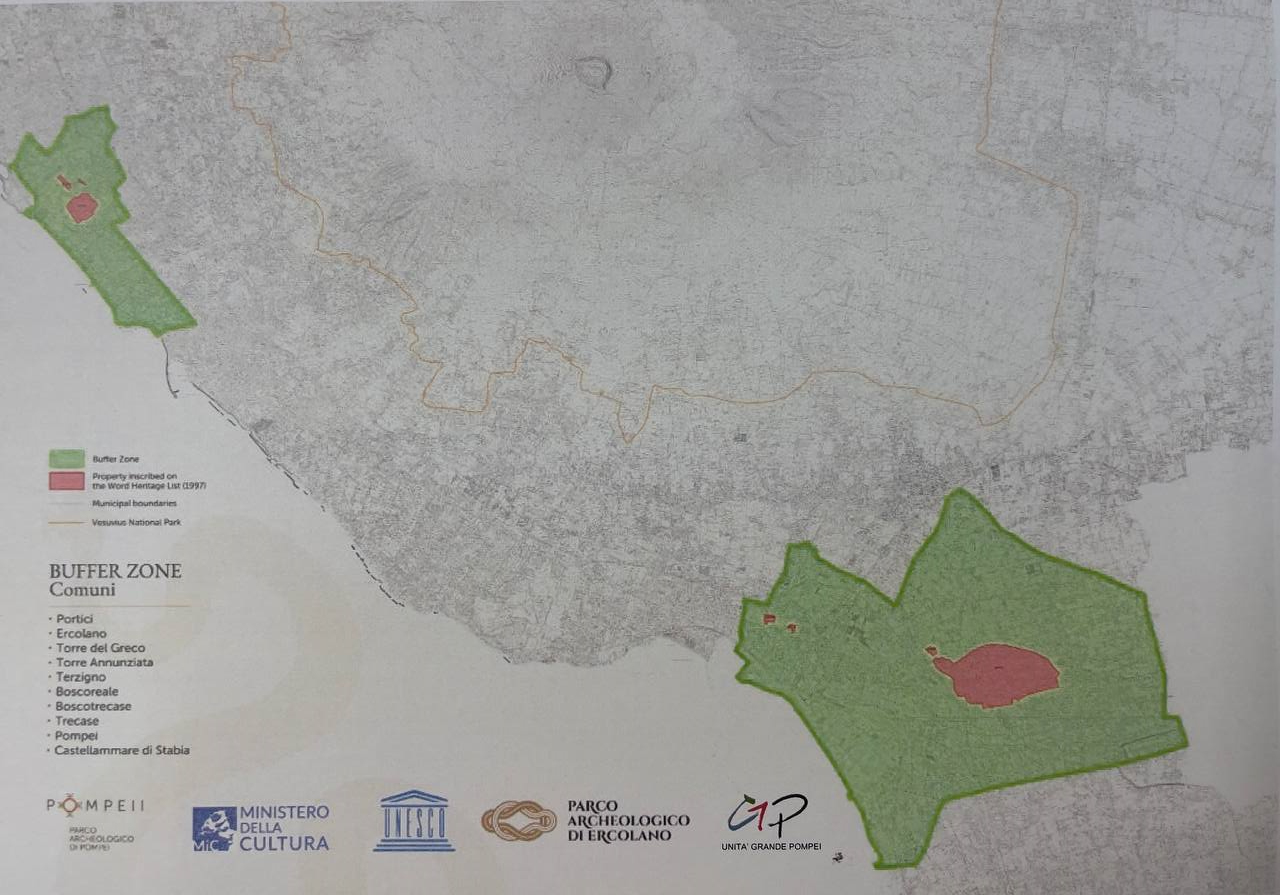 Buffer Zone
Property inscribed on
the Word Heritage List (1997)
Municipal boundaries
Vesuvius National Park
BUFFER ZONE
Comuni
· Portici
· Ercolano
· Torre del Greco
· Torre Annunziata
· Terzigno
· Boscoreale
· Boscotrecase
· Trecase
· Pompei
· Castellammare di Stabia
POMPEII
PARCO
ARCHEOLOGICO
DI POMPEI
MiC
MINISTERO
DELLA
CULTURA
UNESCO
PARCO
ARCHEOLOGICO
DI ERCOLANO
GP
UNITA' GRANDE POMPEI